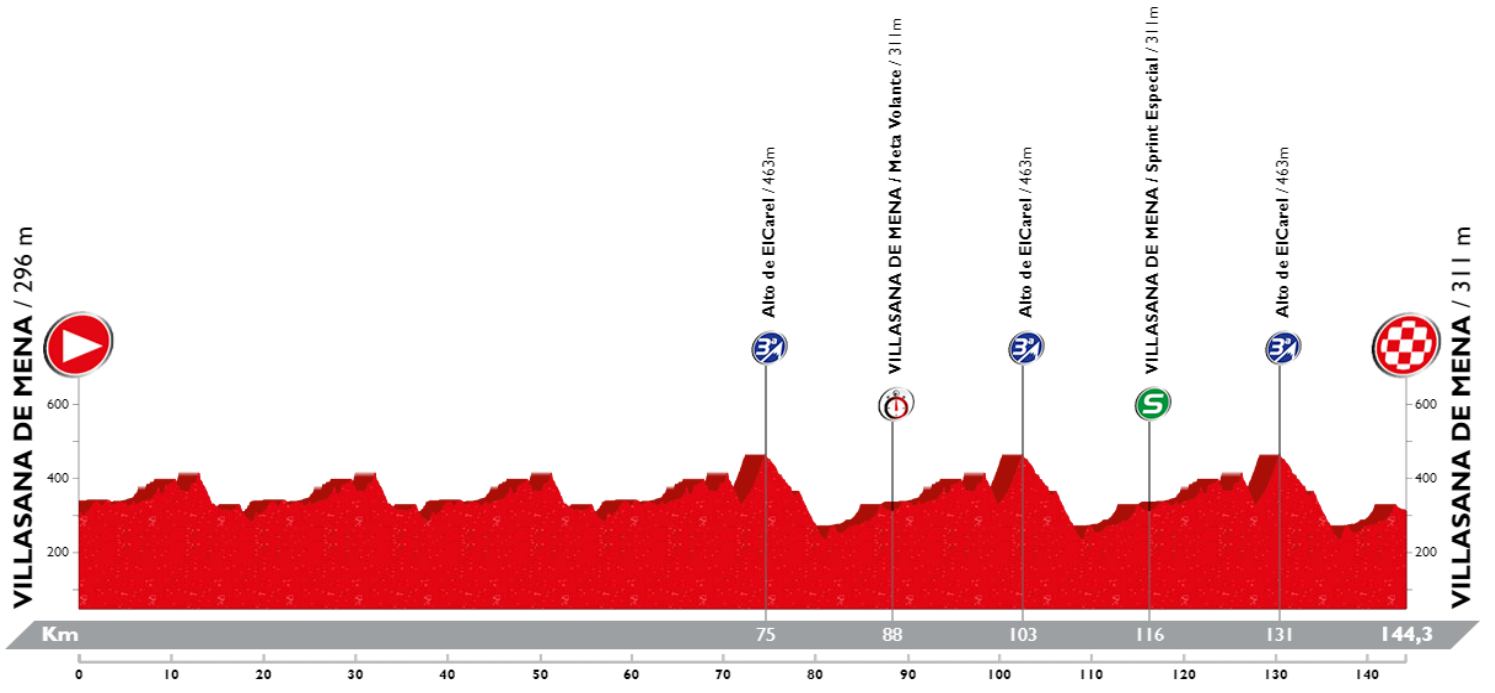 VILLASANA DE MENA / 296 m
Alto de ElCarel / 463m
VILLASANA DE MENA / Meta Volante / 311m
Alto de ElCarel / 463m
VILLASANA DE MENA / Sprint Especial / 311m
Alto de ElCarel / 463m
VILLASANA DE MENA / 311 m
3ª 3ª 3ª
S
600 600
400 400
200 200
Km 75 88 103 116 131 144,3
0 10 20 30 40 50 60 70 80 90 100 110 120 130 140